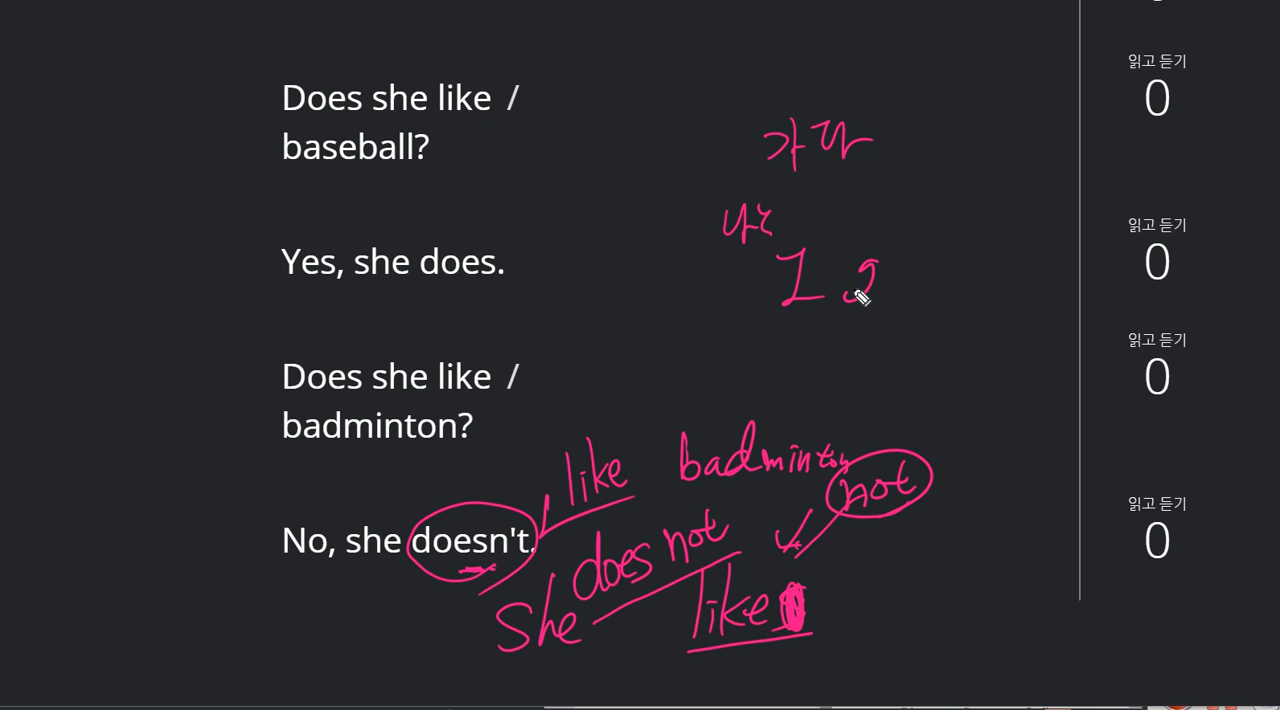 읽고 듣기
0
Does she like /
baseball?
가
Yes, she does.
읽고 듣기
0
Does she like /
badminton?
읽고 듣기
0
like badminton
not
No, she doesn't.
does not
She
like
읽고 듣기
0